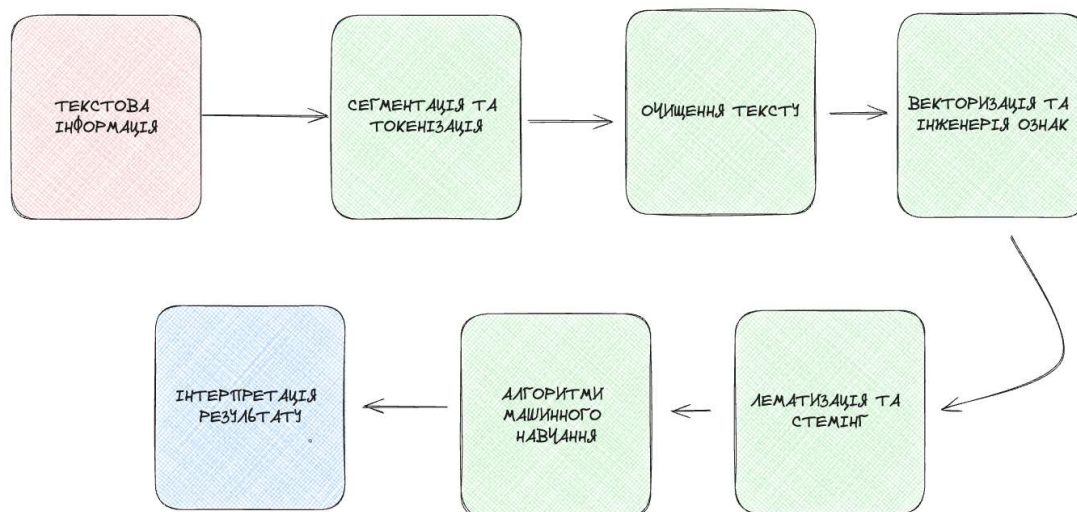 ТЕКСТОВА
ІНФОРМАЦІЯ
СЕГМЕНТАЦІЯ ТА
ТОКЕНІЗАЦІЯ
ОЧИЩЕННЯ ТЕКСТУ
ВЕКТОРИЗАЦІЯ ТА
ІНЖЕНЕРІЯ ОЗНАК
ІНТЕРПРЕТАЦІЯ
РЕЗУЛЬТАТУ
АЛГОРИТМИ
МАШИННОГО
НАВЧАННЯ
ЛЕМАТИЗАЦІЯ ТА
СТЕМІНГ